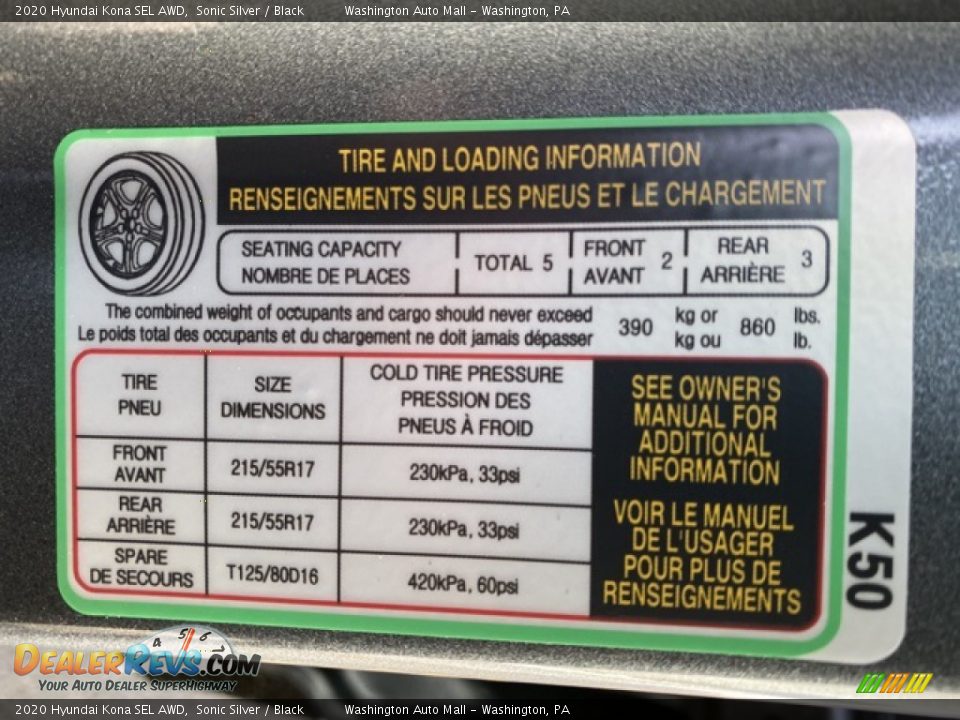 2020 Hyundai Kona SEL AWD,  Sonic Silver / Black          Washington Auto Mall - Washington, PA
TIRE AND LOADING INFORMATION
RENSEIGNEMENTS SUR LES PNEUS ET LE CHARGEMENT
SEATING CAPACITY
NOMBRE DE PLACES
TOTAL 5
FRONT
AVANT
2
REAR
ARRIÈRE
3
The combined weight of occupants and cargo should never exceed
Le poids total des occupants et du chargement ne doit jamais dépasser
390
kg or
kg ou
860
lbs.
lb.
TIRE
PNEU
SIZE
DIMENSIONS
COLD TIRE PRESSURE
PRESSION DES
PNEUS À FROID
FRONT
AVANT
215/55R17
230kPa, 33psi
REAR
ARRIÈRE
215/55R17
230kPa, 33psi
SPARE
DE SECOURS
T125/80D16
420kPa, 60psi
SEE OWNER'S
MANUAL FOR
ADDITIONAL
INFORMATION
VOIR LE MANUEL
DE L'USAGER
POUR PLUS DE
RENSEIGNEMENTS
K50
4 5 6
DEALERREVS.COM
YOUR AUTO DEALER SUPERHIGHWAY
2020 Hyundai Kona SEL AWD,  Sonic Silver / Black          Washington Auto Mall - Washington, PA